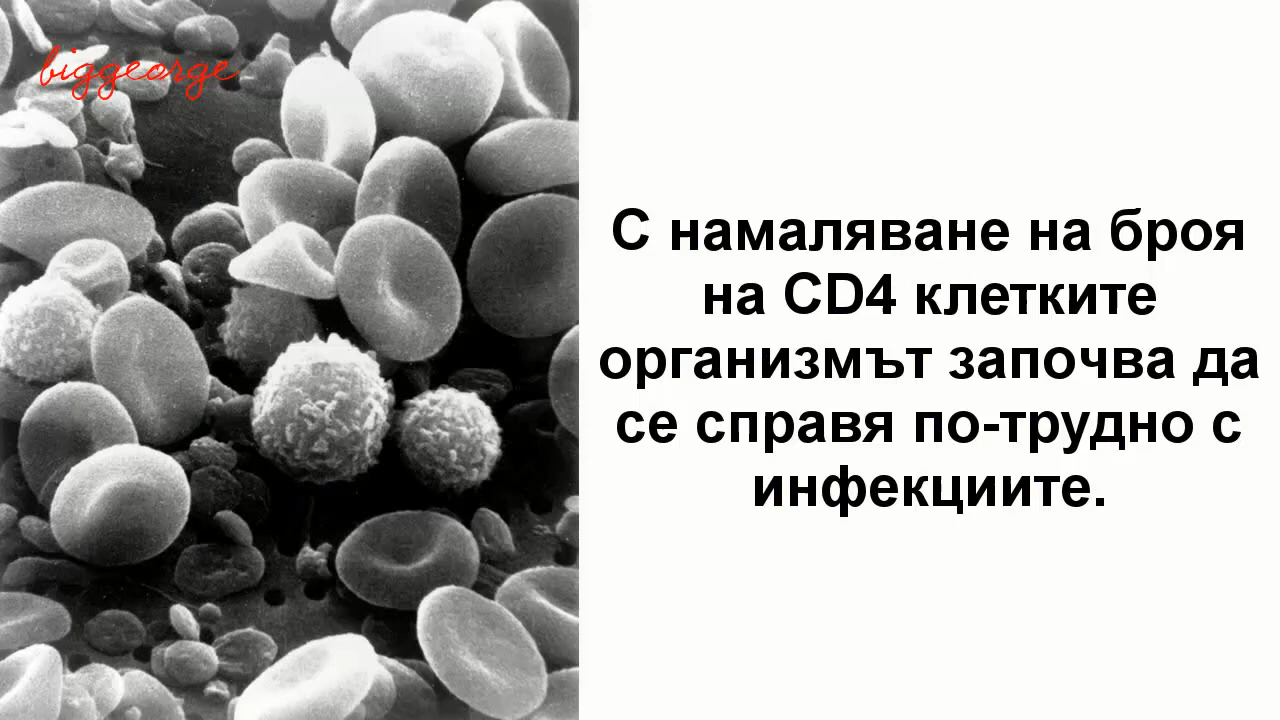 biggeorge
С намаляване на броя
на CD4 клетките
организмът започва да
се справя по-трудно с
инфекциите.